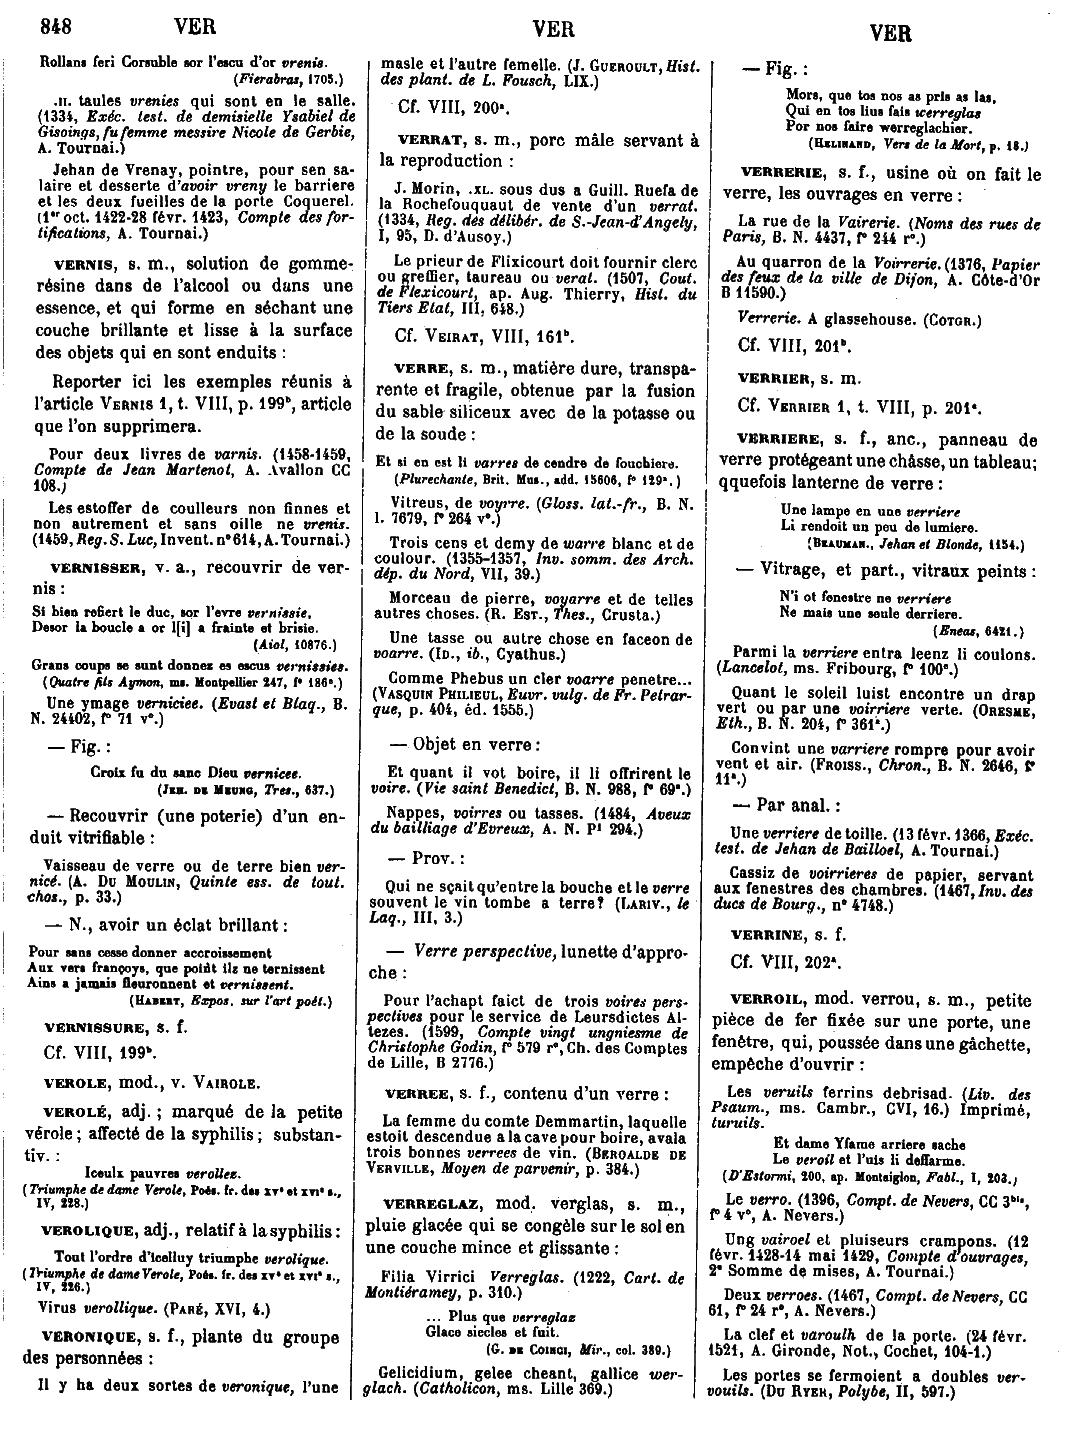 848 VER VER VER
Rollans feri Corsuble sor l'escu d'or vrenis.
(Fierabras, 1705.)
.II. taules vrenies qui sont en le salle.
(1334, Exéc. test. de demisielle Ysabiel de
Gisoings, fu femme messire Nicole de Gerbie,
A. Tournai.)
Jehan de Vrenay, pointre, pour sen sa-
laire et desserte d'avoir vreny le barriere
et les deux fueilles de la porte Coquerel.
(1er oct. 1422-28 févr. 1423, Compte des for-
tifications, A. Tournai.)
VERNIS, s. m., solution de gomme-
résine dans de l'alcool ou dans une
essence, et qui forme en séchant une
couche brillante et lisse à la surface
des objets qui en sont enduits :
Reporter ici les exemples réunis à
l'article VERNIS 1, t. VIII, p. 199b, article
que l'on supprimera.
Pour deux livres de varnis. (1458-1459,
Compte de Jean Martenot, A. Avallon CC
108.)
Les estoffer de coulleurs non finnes et
non autrement et sans oille ne vrenis.
(1459, Reg. S. Luc, Invent. n° 614, A. Tournai.)
VERNISSER, v. a., recouvrir de ver-
nis :
Si bien refiert le duc, sor l'evre vernissie,
Desor la boucle a or l[i] a frainte et brisie.
(Aiol, 10876.)
Grans coups se sunt donnez es escus vernissies.
(Quatre fils Aymon, ms. Montpellier 247, f° 186a.)
Une ymage verniciee. (Evast et Blaq., B.
N. 24402, f° 71 v°.)
— Fig. :
Croix fu du sanc Dieu vernicee.
(JEH. DE MEUNG, Tres., 637.)
— Recouvrir (une poterie) d'un en-
duit vitrifiable :
Vaisseau de verre ou de terre bien ver-
nicé. (A. DU MOULIN, Quinte ess. de tout.
chos., p. 33.)
— N., avoir un éclat brillant :
Pour sans cesse donner accroissement
Aux vers françoys, que point ilz ne ternissent
Ains a jamais fleuronnent et vernissent.
(HABERT, Expos. sur l'art poét.)
VERNISSURE, s. f.
Cf. VIII, 199b.
VEROLE, mod., v. VAIROLE.
VEROLÉ, adj. ; marqué de la petite
vérole ; affecté de la syphilis ; substan-
tiv. :
Iceulx pauvres verollez.
(Triumphe de dame Verole, Poés. fr. des XVe et XVIe s.,
IV, 228.)
VEROLIQUE, adj., relatif à la syphilis :
Tout l'ordre d'icelluy triumphe verolique.
(Triumphe de dame Verole, Poés. fr. des XVe et XVIe s.,
IV, 226.)
Virus verollique. (PARÉ, XVI, 4.)
VERONIQUE, s. f., plante du groupe
des personnées :
Il y ha deux sortes de veronique, l'une
masle et l'autre femelle. (J. GUEROULT, Hist.
des plant. de L. Fousch, LIX.)
Cf. VIII, 200a.
VERRAT, s. m., porc mâle servant à
la reproduction :
J. Morin, .XL. sous dus a Guill. Ruefa de
la Rochefouquaut de vente d'un verrat.
(1334, Reg. des délibér. de S.-Jean-d'Angely,
I, 95, D. d'Ausoy.)
Le prieur de Flixicourt doit fournir clerc
ou greffier, taureau ou verat. (1507, Cout.
de Flexicourt, ap. Aug. Thierry, Hist. du
Tiers Etat, III, 648.)
Cf. VEIRAT, VIII, 161b.
VERRE, s. m., matière dure, transpa-
rente et fragile, obtenue par la fusion
du sable siliceux avec de la potasse ou
de la soude :
Et si en est li varres de cendre de fouchiere.
(Plurechante, Brit. Mus., add. 15606, f° 129a.)
Vitreus, de voyrre. (Gloss. lat.-fr., B. N.
l. 7679, f° 264 v°.)
Trois cens et demy de warre blanc et de
coulour. (1355-1357, Inv. somm. des Arch.
dép. du Nord, VII, 39.)
Morceau de pierre, voyarre et de telles
autres choses. (R. EST., Thes., Crusta.)
Une tasse ou autre chose en faceon de
voarre. (ID., ib., Cyathus.)
Comme Phebus un cler voarre penetre...
(VASQUIN PHILIEUL, Euvr. vulg. de Fr. Petrar-
que, p. 404, éd. 1555.)
— Objet en verre :
Et quant il vot boire, il li offrirent le
voire. (Vie saint Benedict, B. N. 988, f° 69a.)
Nappes, voirres ou tasses. (1484, Aveux
du bailliage d'Evreux, A. N. P1 294.)
— Prov. :
Qui ne sçait qu'entre la bouche et le verre
souvent le vin tombe a terre? (LARIV., le
Laq., III, 3.)
— Verre perspective, lunette d'appro-
che :
Pour l'achapt faict de trois voires pers-
pectives pour le service de Leursdictes Al-
tezes. (1599, Compte vingt ungniesme de
Christophe Godin, f° 579 r°, Ch. des Comptes
de Lille, B 2776.)
VERREE, s. f., contenu d'un verre :
La femme du comte Demmartin, laquelle
estoit descendue a la cave pour boire, avala
trois bonnes verrees de vin. (BEROALDE DE
VERVILLE, Moyen de parvenir, p. 384.)
VERREGLAZ, mod. verglas, s. m.,
pluie glacée qui se congèle sur le sol en
une couche mince et glissante :
Filia Virrici Verreglas. (1222, Cart. de
Montiéramey, p. 310.)
... Plus que verreglaz
Glace siecles et fuit.
(G. DE COINCI, Mir., col. 389.)
Gelicidium, gelee cheant, gallice wer-
glach. (Catholicon, ms. Lille 369.)
— Fig. :
Mors, que tos nos as pris as las,
Qui en tos lius fais werreglas
Por nos faire werreglachier.
(HELINAND, Vers de la Mort, p. 18.)
VERRERIE, s. f., usine où on fait le
verre, les ouvrages en verre :
La rue de la Vairerie. (Noms des rues de
Paris, B. N. 4437, f° 244 r°.)
Au quarron de la Voirrerie. (1376, Papier
des feux de la ville de Dijon, A. Côte-d'Or
B 11590.)
Verrerie. A glassehouse. (COTGR.)
Cf. VIII, 201b.
VERRIER, s. m.
Cf. VERRIER 1, t. VIII, p. 201a.
VERRIERE, s. f., anc., panneau de
verre protégeant une châsse, un tableau;
qquefois lanterne de verre :
Une lampe en une verriere
Li rendoit un peu de lumiere.
(BEAUMAN., Jehan et Blonde, 1154.)
— Vitrage, et part., vitraux peints :
N'i ot fenestre ne verriere
Ne mais une seule derriere.
(Eneas, 6421.)
Parmi la verriere entra leenz li coulons.
(Lancelot, ms. Fribourg, f° 100c.)
Quant le soleil luist encontre un drap
vert ou par une voirriere verte. (ORESME,
Eth., B. N. 204, f° 361a.)
Convint une varriere rompre pour avoir
vent et air. (FROISS., Chron., B. N. 2646, f°
11a.)
— Par anal. :
Une verriere de toille. (13 févr. 1366, Exéc.
test. de Jehan de Bailloel, A. Tournai.)
Cassiz de voirrieres de papier, servant
aux fenestres des chambres. (1467, Inv. des
ducs de Bourg., n° 4748.)
VERRINE, s. f.
Cf. VIII, 202a.
VERROIL, mod. verrou, s. m., petite
pièce de fer fixée sur une porte, une
fenêtre, qui, poussée dans une gâchette,
empêche d'ouvrir :
Les veruils ferrins debrisad. (Liv. des
Psaum., ms. Cambr., CVI, 16.) Imprimé,
turuils.
Et dame Yfame arriere sache
Le veroil et l'uis li deffarme.
(D'Estormi, 200, ap. Montaiglon, Fabl., I, 203.)
Le verro. (1396, Compt. de Nevers, CC 3bis,
f° 4 v°, A. Nevers.)
Ung vairoel et pluiseurs crampons. (12
févr. 1428-14 mai 1429, Compte d'ouvrages,
2e Somme de mises, A. Tournai.)
Deux verroes. (1467, Compt. de Nevers, CC
61, f° 24 r°, A. Nevers.)
La clef et varoulh de la porte. (24 févr.
1521, A. Gironde, Not., Cochet, 104-1.)
Les portes se fermoient a doubles ver-
vouils. (DU RYER, Polybe, II, 597.)